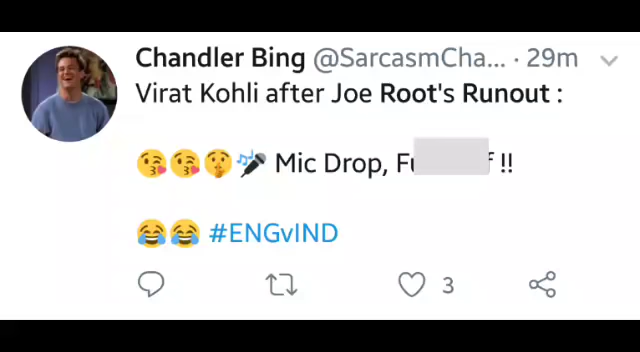 Chandler Bing @SarcasmCha... · 29m
Virat Kohli after Joe Root's Runout :
😘😘🤫🎶🎤 Mic Drop, F !!
😂😂 #ENGvIND
3